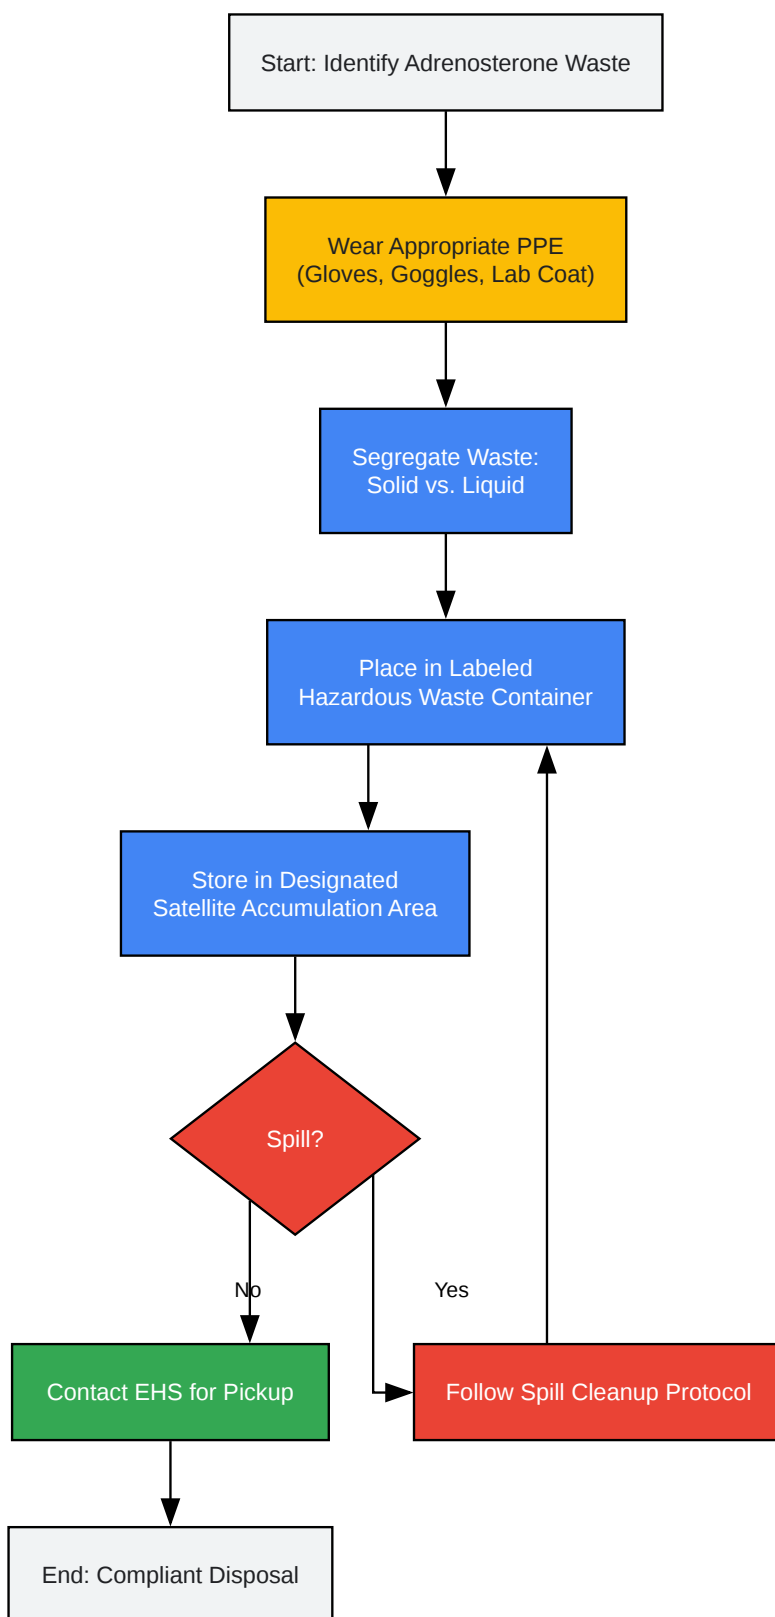 Start: Identify Adrenosterone Waste
Wear Appropriate PPE
(Gloves, Goggles, Lab Coat)
Segregate Waste:
Solid vs. Liquid
Place in Labeled
Hazardous Waste Container
Store in Designated
Satellite Accumulation Area
Spill?
No
Yes
Contact EHS for Pickup
Follow Spill Cleanup Protocol
End: Compliant Disposal